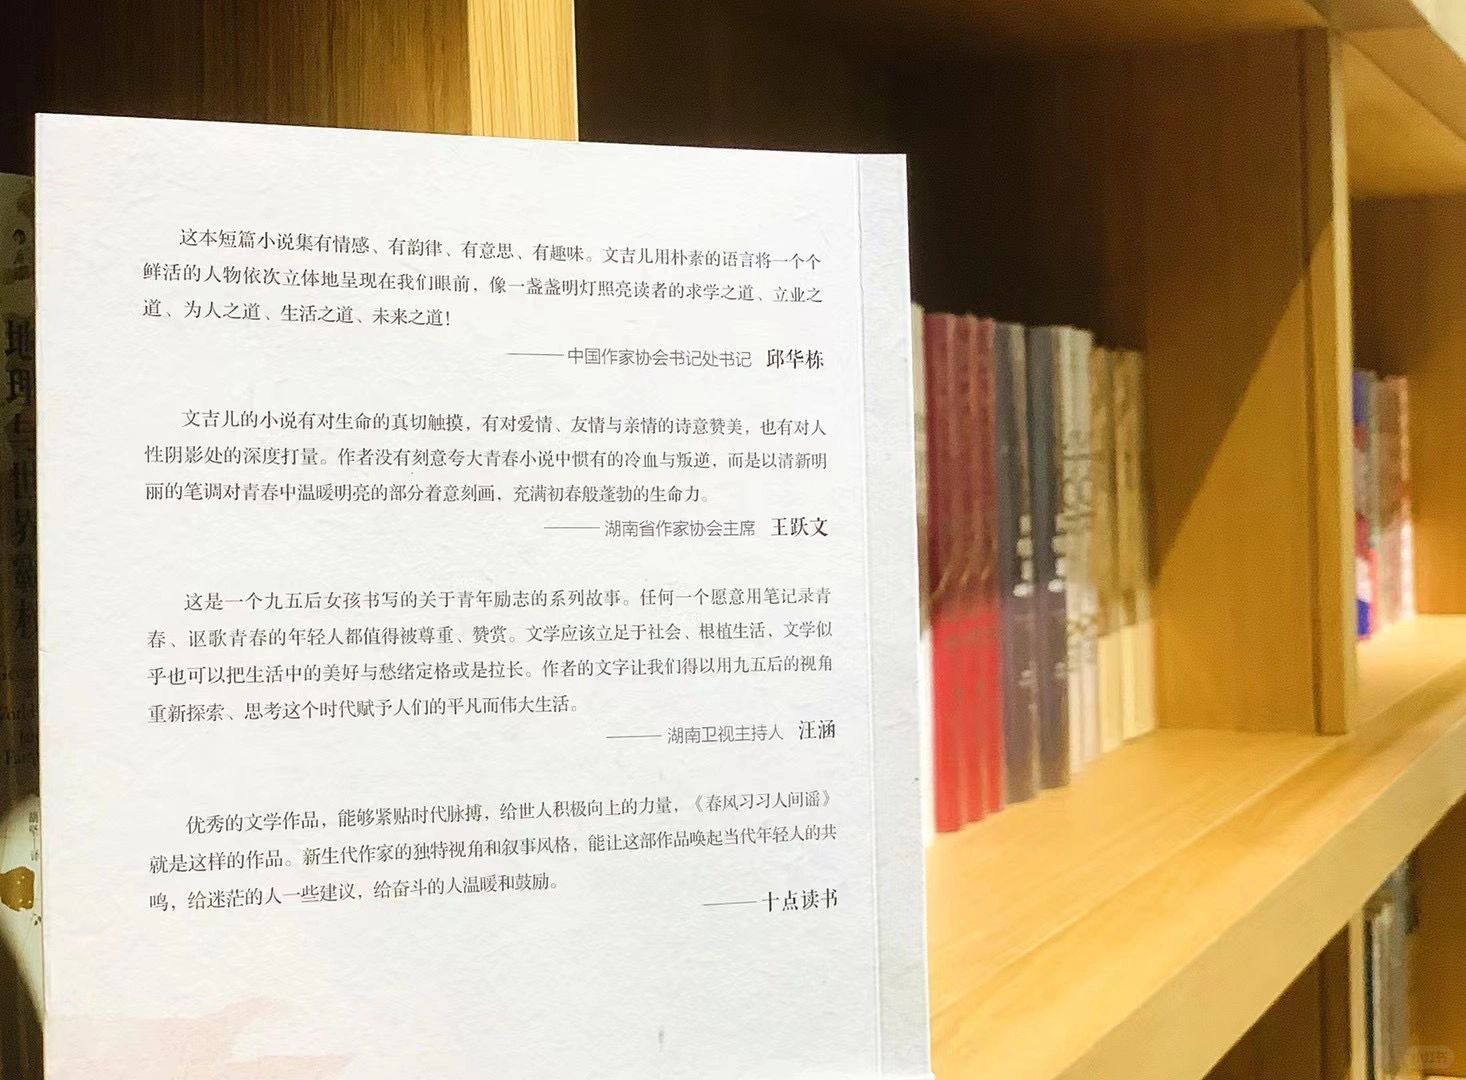 这本短篇小说集有情感、有韵律、有意思、有趣味。文吉儿用朴素的语言将一个个
鲜活的人物依次立体地呈现在我们眼前，像一盏盏明灯照亮读者的求学之道、立业之
道、为人之道、生活之道、未来之道！
——中国作家协会书记处书记 邱华栋
文吉儿的小说有对生命的真切触摸，有对爱情、友情与亲情的诗意赞美，也有对人
性阴影处的深度打量。作者没有刻意夸大青春小说中惯有的冷血与叛逆，而是以清新明
丽的笔调对青春中温暖明亮的部分着意刻画，充满初春般蓬勃的生命力。
——湖南省作家协会主席 王跃文
这是一个九五后女孩书写的关于青年励志的系列故事。任何一个愿意用笔记录青
春、讴歌青春的年轻人都值得被尊重、赞赏。文学应该立足于社会、根植生活，文学似
乎也可以把生活中的美好与愁绪定格或是拉长。作者的文字让我们得以用九五后的视角
重新探索、思考这个时代赋予人们的平凡而伟大生活。
——湖南卫视主持人 汪涵
优秀的文学作品，能够紧贴时代脉搏，给世人积极向上的力量，《春风习习人间谣》
就是这样的作品。新生代作家的独特视角和叙事风格，能让这部作品唤起当代年轻人的共
鸣，给迷茫的人一些建议，给奋斗的人温暖和鼓励。
——十点读书
地理与世界霸权
小红书